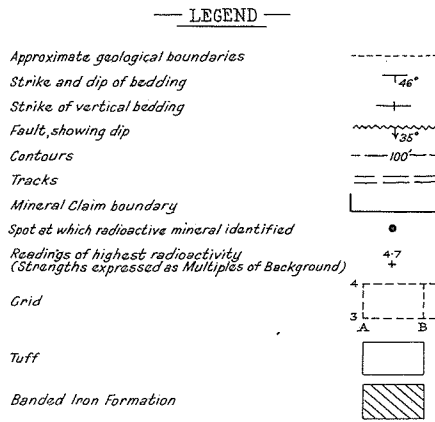 LEGEND
Approximate geological boundaries
Strike and dip of bedding 46°
Strike of vertical bedding
Fault, showing dip 35°
Contours 100'
Tracks
Mineral Claim boundary
Spot at which radioactive mineral identified
Readings of highest radioactivity 4·7
(Strengths expressed as Multiples of Background)
4
Grid
3
A B
Tuff
Banded Iron Formation